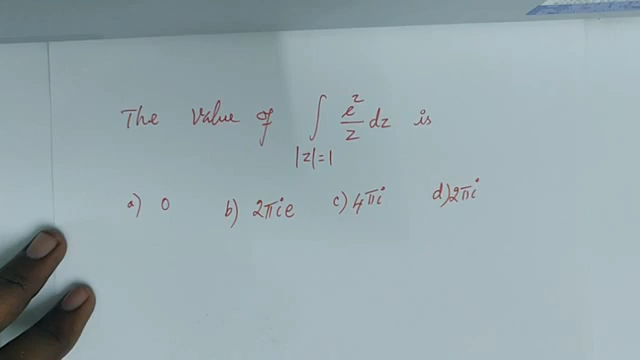 The value of ∫|z|=1 e^z/z dz is
a) 0 b) 2πie c) 4πi d) 2πi